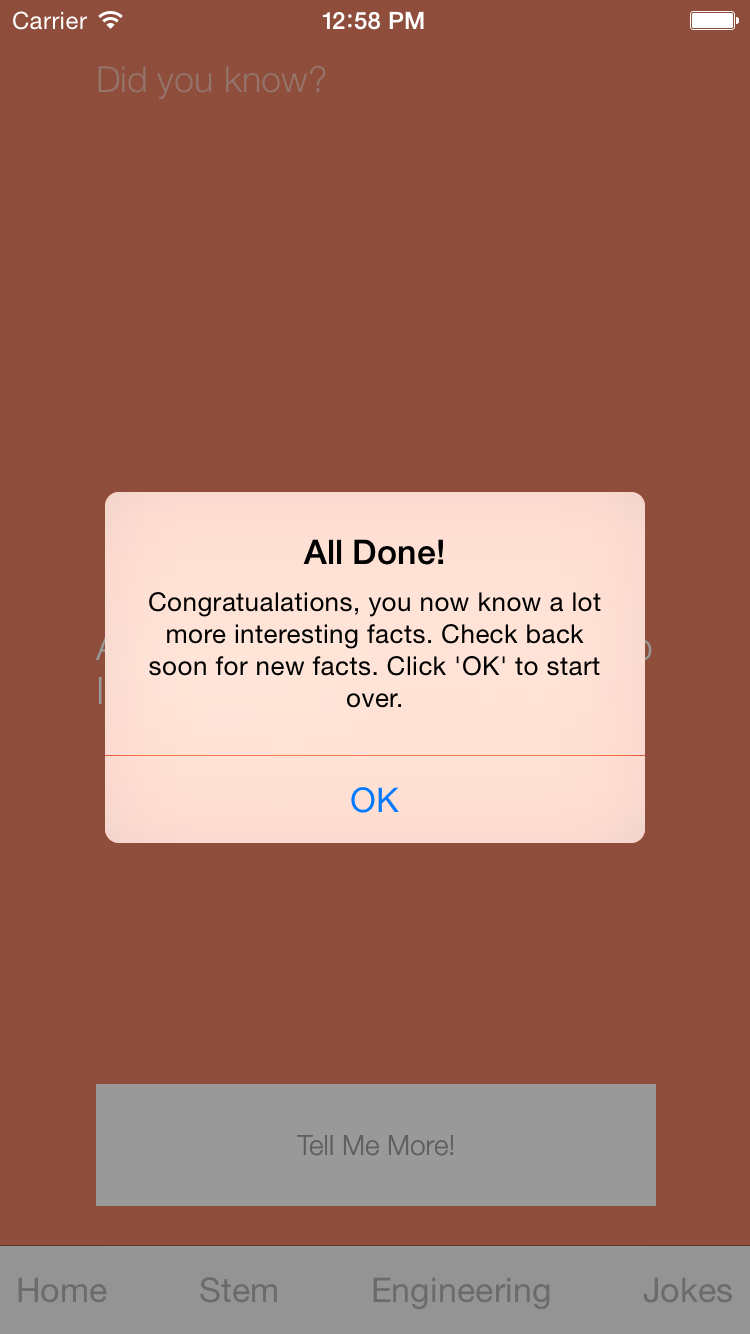 Carrier 12:58 PM
Did you know?
All Done!
Congratualations, you now know a lot
more interesting facts. Check back
soon for new facts. Click 'OK' to start
over.
OK
Tell Me More!
Home Stem Engineering Jokes